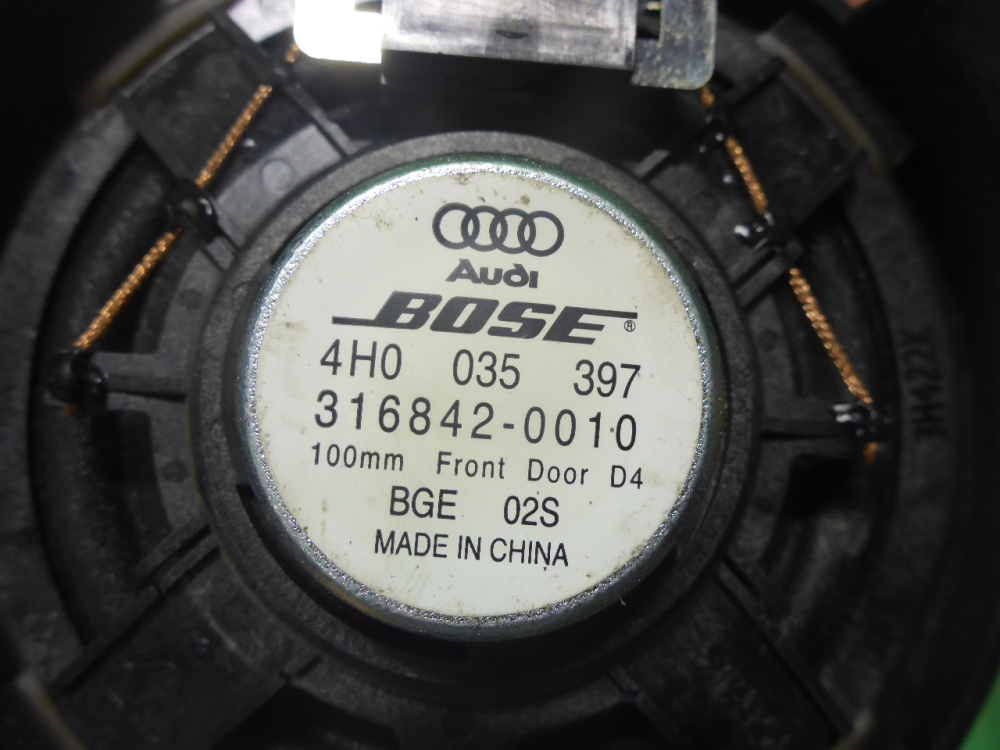 Audi
BOSE®
4H0 035 397
316842-0010
100mm Front Door D4
BGE 02S
MADE IN CHINA